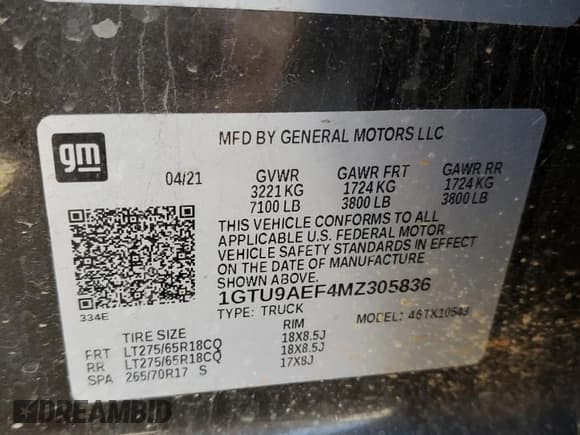 gm
MFD BY GENERAL MOTORS LLC
04/21 GVWR GAWR FRT GAWR RR
3221 KG 1724 KG 1724 KG
7100 LB 3800 LB 3800 LB
THIS VEHICLE CONFORMS TO ALL
APPLICABLE U.S. FEDERAL MOTOR
VEHICLE SAFETY STANDARDS IN EFFECT
ON THE DATE OF MANUFACTURE
SHOWN ABOVE.
1GTU9AEF4MZ305836
334E
TYPE: TRUCK MODEL: 46TK10543
TIRE SIZE RIM
FRT LT275/65R18CQ 18X8.5J
RR LT275/65R18CQ 18X8.5J
SPA 265/70R17 S 17X8J
DREAMBID